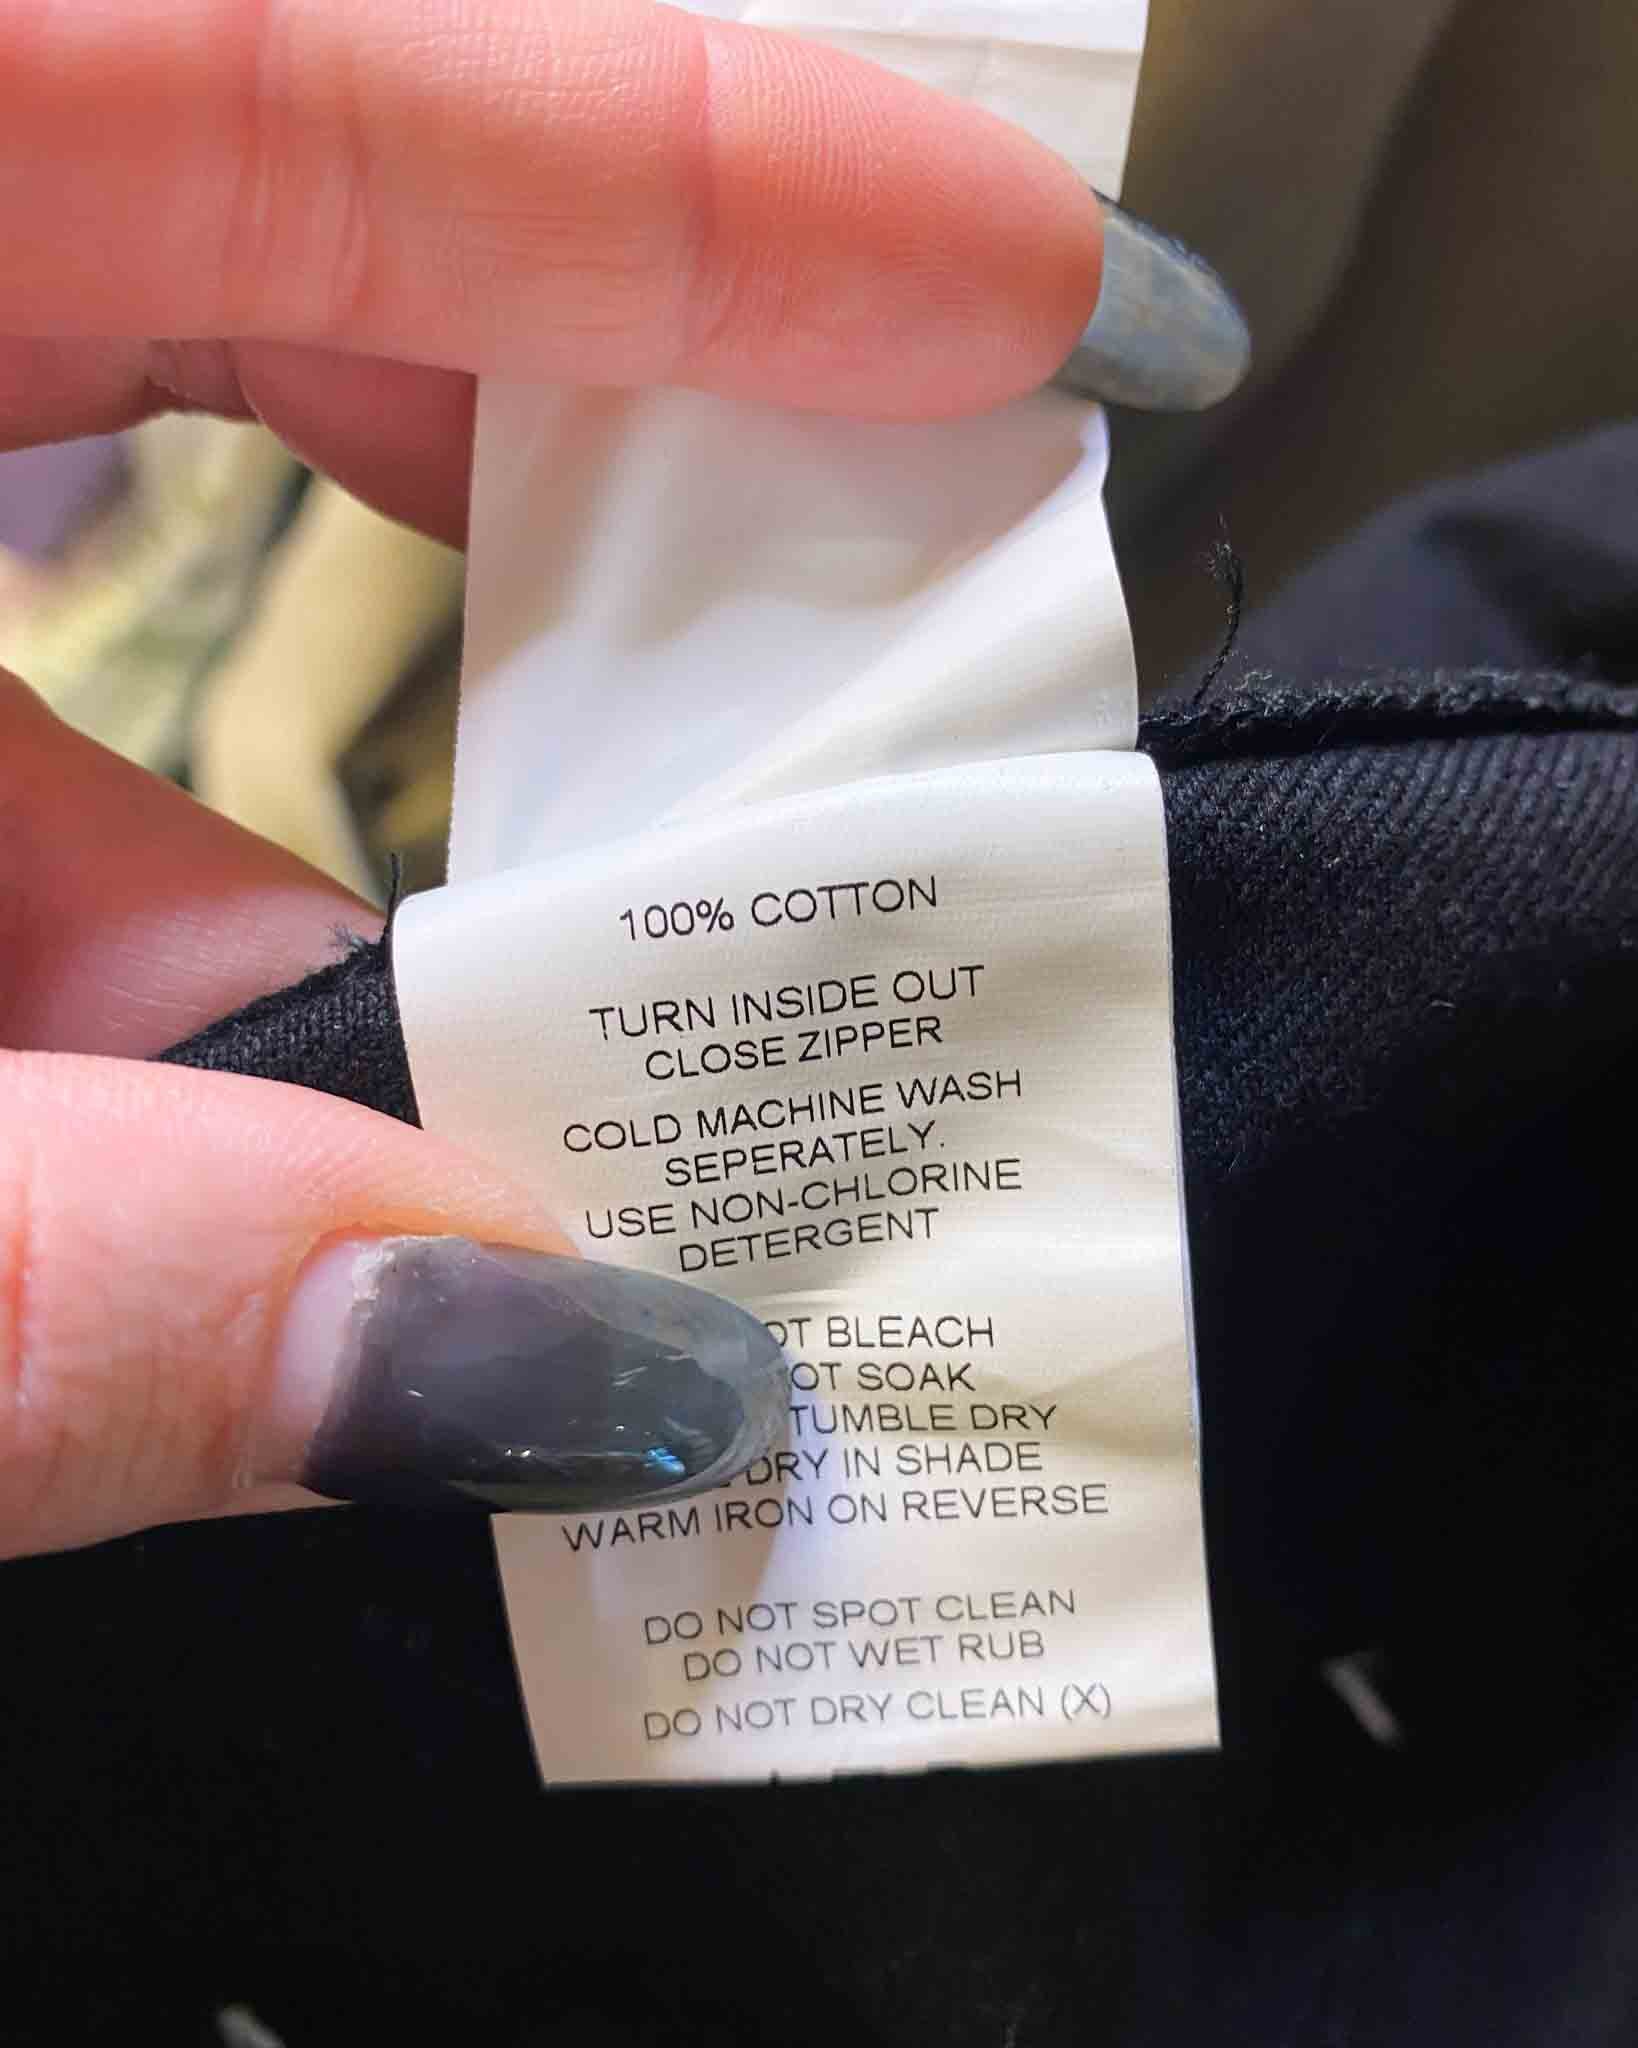 100% COTTON
TURN INSIDE OUT
CLOSE ZIPPER
COLD MACHINE WASH
SEPERATELY.
USE NON-CHLORINE
DETERGENT
BLEACH
SOAK
TUMBLE DRY
DRY IN SHADE
WARM IRON ON REVERSE
DO NOT SPOT CLEAN
DO NOT WET RUB
DO NOT DRY CLEAN (X)